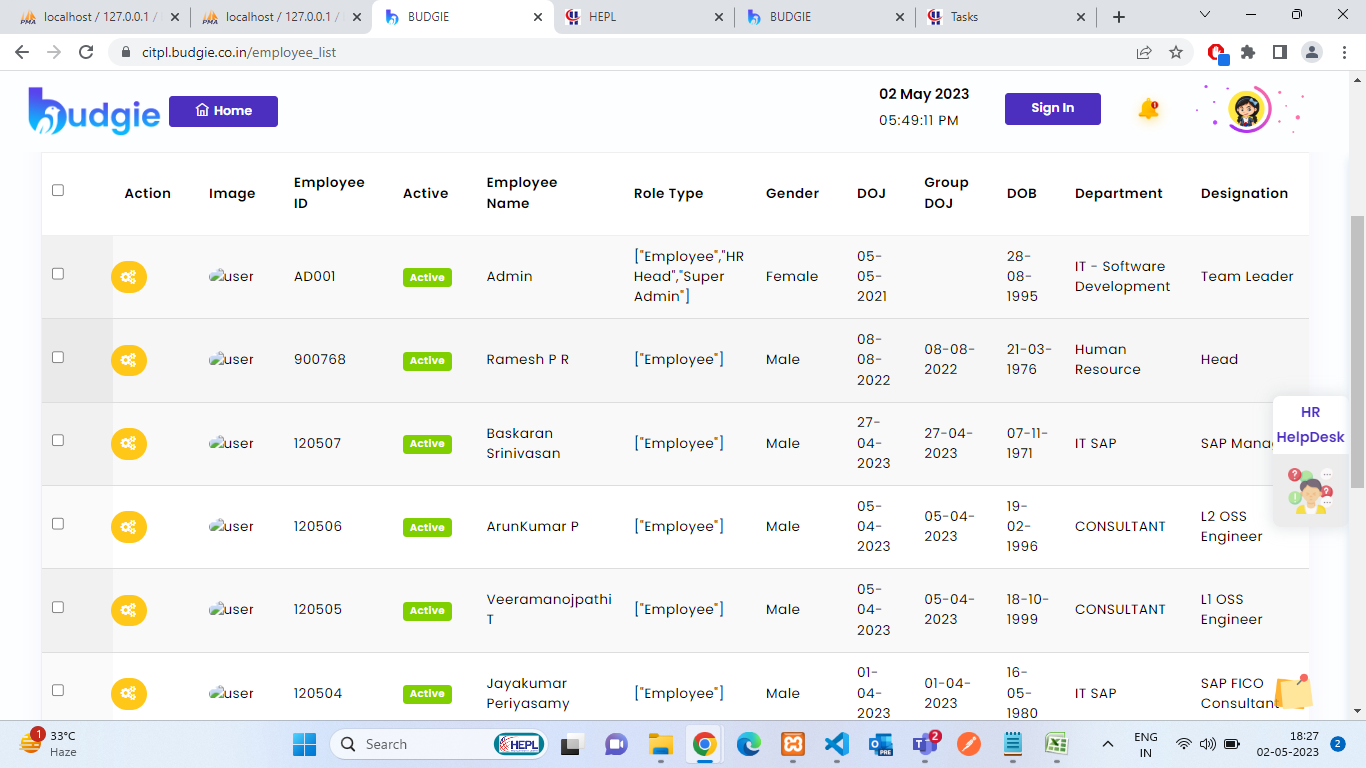 localhost / 127.0.0.1 /
localhost / 127.0.0.1 /
BUDGIE
HEPL
BUDGIE
Tasks
citpl.budgie.co.in/employee_list
budgie
Home
02 May 2023
05:49:11 PM
Sign In
1
Action
Image
Employee
ID
Active
Employee
Name
Role Type
Gender
DOJ
Group
DOJ
DOB
Department
Designation
user
AD001
Active
Admin
["Employee","HR
Head","Super
Admin"]
Female
05-
05-
2021
28-
08-
1995
IT - Software
Development
Team Leader
user
900768
Active
Ramesh P R
["Employee"]
Male
08-
08-
2022
08-08-
2022
21-03-
1976
Human
Resource
Head
user
120507
Active
Baskaran
Srinivasan
["Employee"]
Male
27-
04-
2023
27-04-
2023
07-11-
1971
IT SAP
SAP Mana
user
120506
Active
ArunKumar P
["Employee"]
Male
05-
04-
2023
05-04-
2023
19-
02-
1996
CONSULTANT
L2 OSS
Engineer
user
120505
Active
Veeramanojpathi
T
["Employee"]
Male
05-
04-
2023
05-04-
2023
18-10-
1999
CONSULTANT
L1 OSS
Engineer
user
120504
Active
Jayakumar
Periyasamy
["Employee"]
Male
01-
04-
2023
01-04-
2023
16-
05-
1980
IT SAP
SAP FICO
Consultant
HR
HelpDesk
1
33°C
Haze
Search
HEPL
PRE
2
ENG
IN
18:27
02-05-2023
2